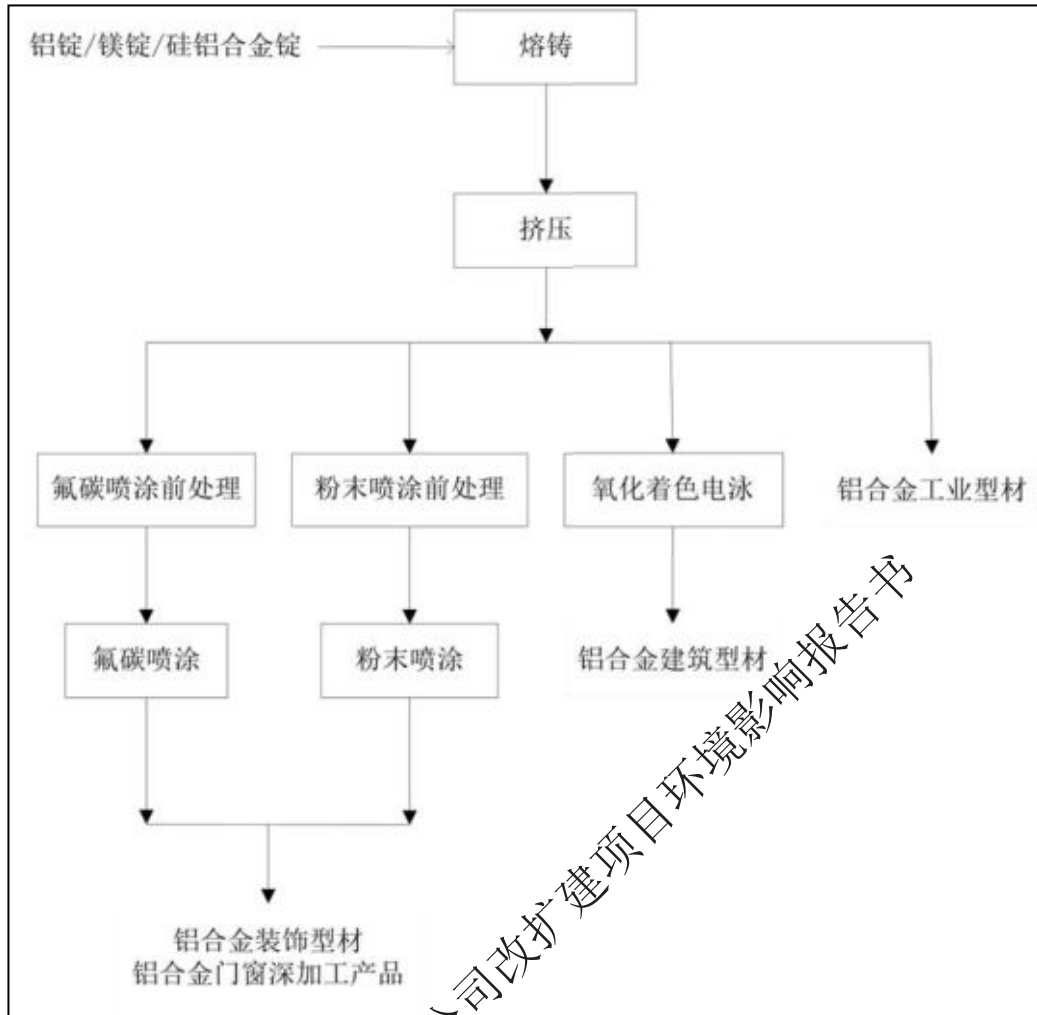 铝锭/镁锭/硅铝合金锭
熔铸
挤压
氟碳喷涂前处理
粉末喷涂前处理
氧化着色电泳
铝合金工业型材
氟碳喷涂
粉末喷涂
铝合金建筑型材
铝合金装饰型材
铝合金门窗深加工产品
公司改扩建项目环境影响报告书